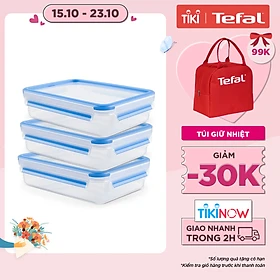 15.10 - 23.10
TIKI Tefal
99K
Tefal
TÚI GIỮ NHIỆT
GIẢM
-30K
TIKINOW
GIAO NHANH
TRONG 2H
*Số lượng quà tặng có hạn
*Kiểm tra giỏ hàng trước khi thanh toán